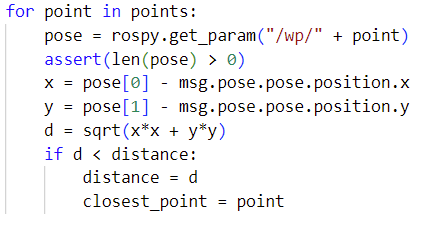 for point in points:
    pose = rospy.get_param("/wp/" + point)
    assert(len(pose) > 0)
    x = pose[0] - msg.pose.pose.position.x
    y = pose[1] - msg.pose.pose.position.y
    d = sqrt(x*x + y*y)
    if d < distance:
        distance = d
        closest_point = point